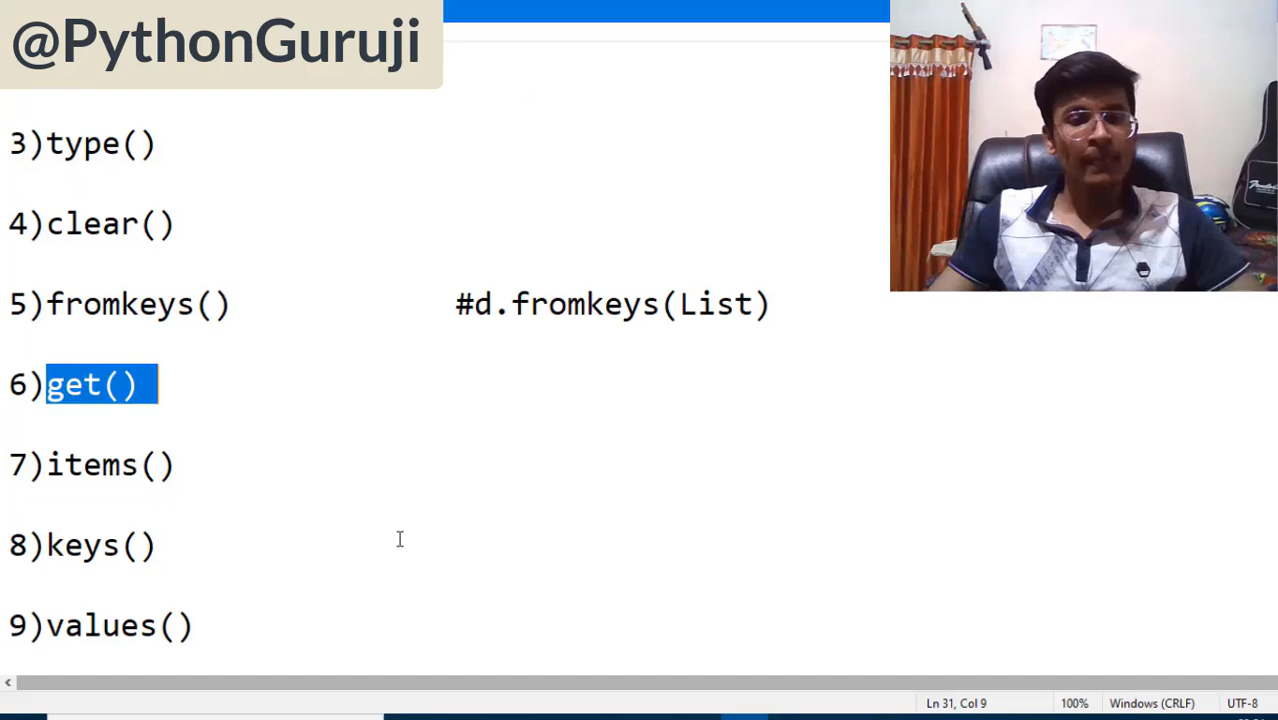 @PythonGuruji
3)type()
4)clear()
5)fromkeys() #d.fromkeys(List)
6)get()
7)items()
8)keys()
9)values()
Ln 31, Col 9 100% Windows (CRLF) UTF-8
Fender